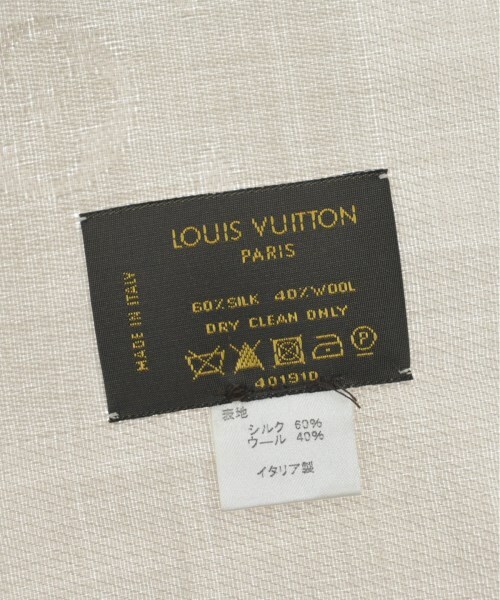 LOUIS VUITTON
PARIS
MADE IN ITALY
60%SILK 40%WOOL
DRY CLEAN ONLY
P
40191D
表地
シルク 60%
ウール 40%
イタリア製